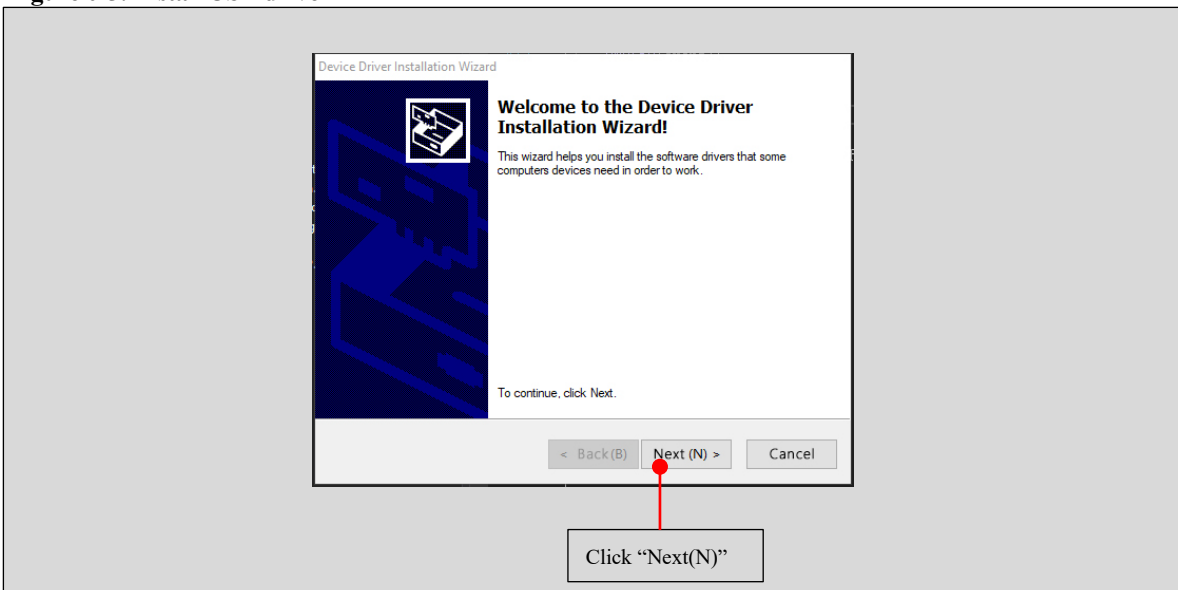 Device Driver Installation Wizard
Welcome to the Device Driver
Installation Wizard!
This wizard helps you install the software drivers that some
computers devices need in order to work.
To continue, click Next.
< Back(B) Next (N) > Cancel
Click “Next(N)”